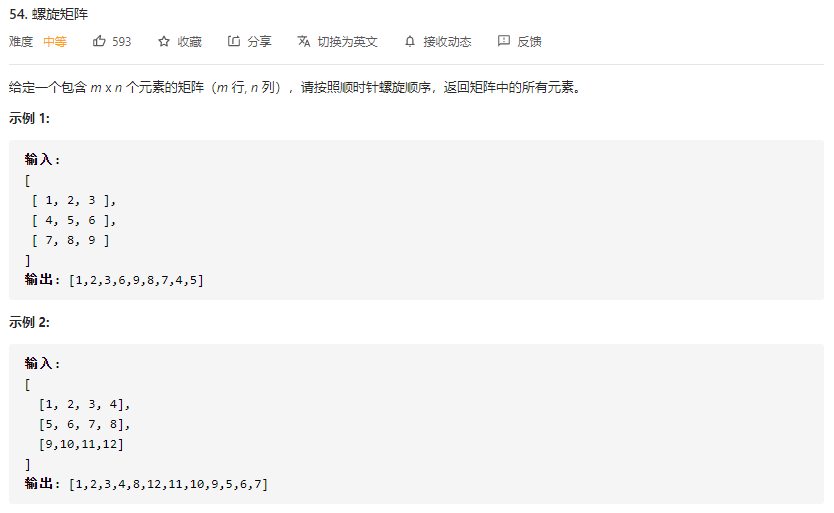 54. 螺旋矩阵
难度 中等 593 收藏 分享 切换为英文 接收动态 反馈
给定一个包含 m x n 个元素的矩阵（m 行, n 列），请按照顺时针螺旋顺序，返回矩阵中的所有元素。
示例 1:
输入:
[
 [ 1, 2, 3 ],
 [ 4, 5, 6 ],
 [ 7, 8, 9 ]
]
输出: [1,2,3,6,9,8,7,4,5]
示例 2:
输入:
[
  [1, 2, 3, 4],
  [5, 6, 7, 8],
  [9,10,11,12]
]
输出: [1,2,3,4,8,12,11,10,9,5,6,7]